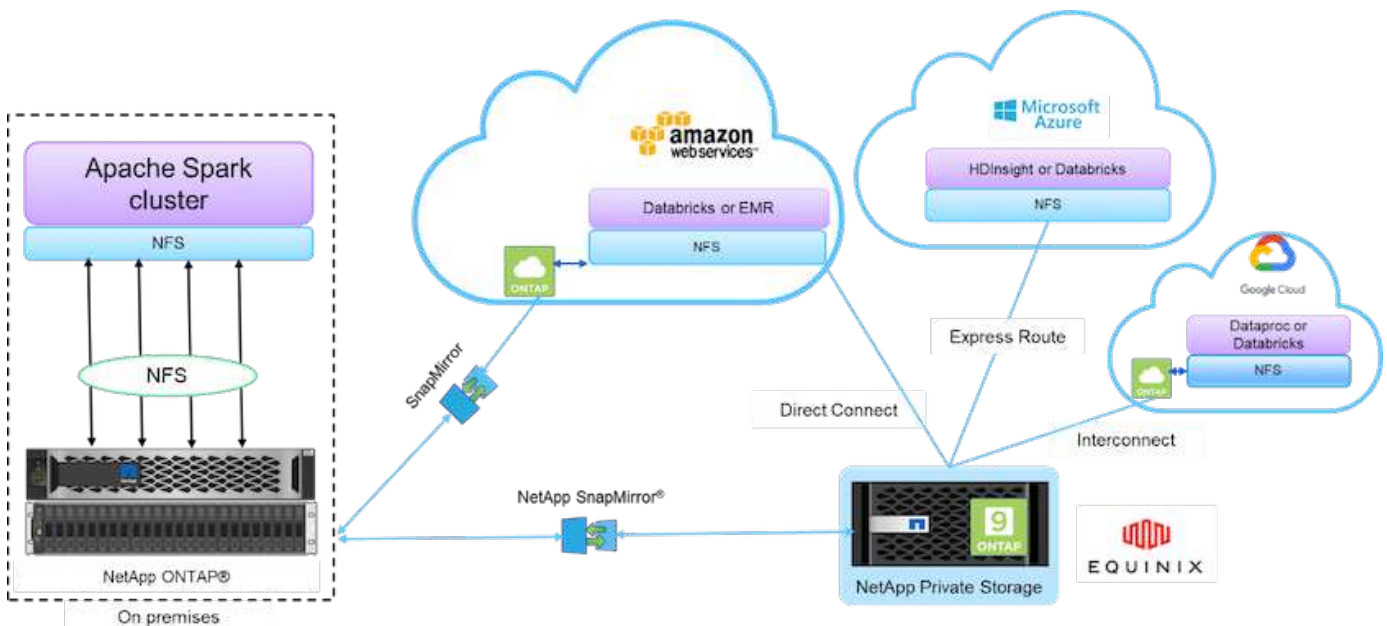 Apache Spark
cluster
NFS
NFS
NetApp ONTAP®
On premises
amazon
webservices™
Databricks or EMR
NFS
ONTAP
SnapMirror
NetApp SnapMirror®
Microsoft
Azure
HDInsight or Databricks
NFS
Express Route
Direct Connect
Google Cloud
Dataproc or
Databricks
NFS
ONTAP
Interconnect
9
ONTAP
NetApp Private Storage
EQUINIX